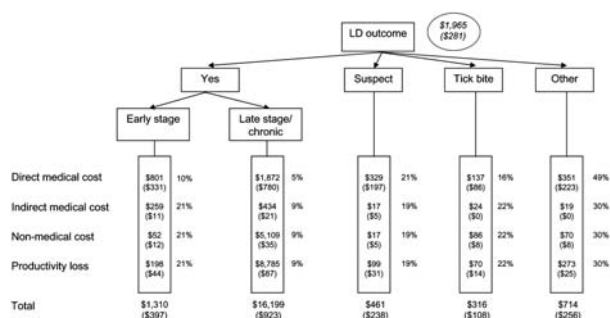 LD outcome
$1,965
($281)
Yes
Suspect
Tick bite
Other
Early stage
Late stage/
chronic
Direct medical cost $801 10% $1,872 5% $329 21% $137 16% $351 49%
($331) ($780) ($197) ($86) ($223)
Indirect medical cost $259 21% $434 9% $17 19% $24 22% $19 30%
($11) ($21) ($5) ($0) ($0)
Non-medical cost $52 21% $5,109 9% $17 19% $86 22% $70 30%
($12) ($35) ($5) ($8) ($8)
Productivity loss $198 21% $8,785 9% $99 19% $70 22% $273 30%
($44) ($87) ($31) ($14) ($25)
Total $1,310 $16,199 $461 $316 $714
($397) ($923) ($238) ($108) ($256)